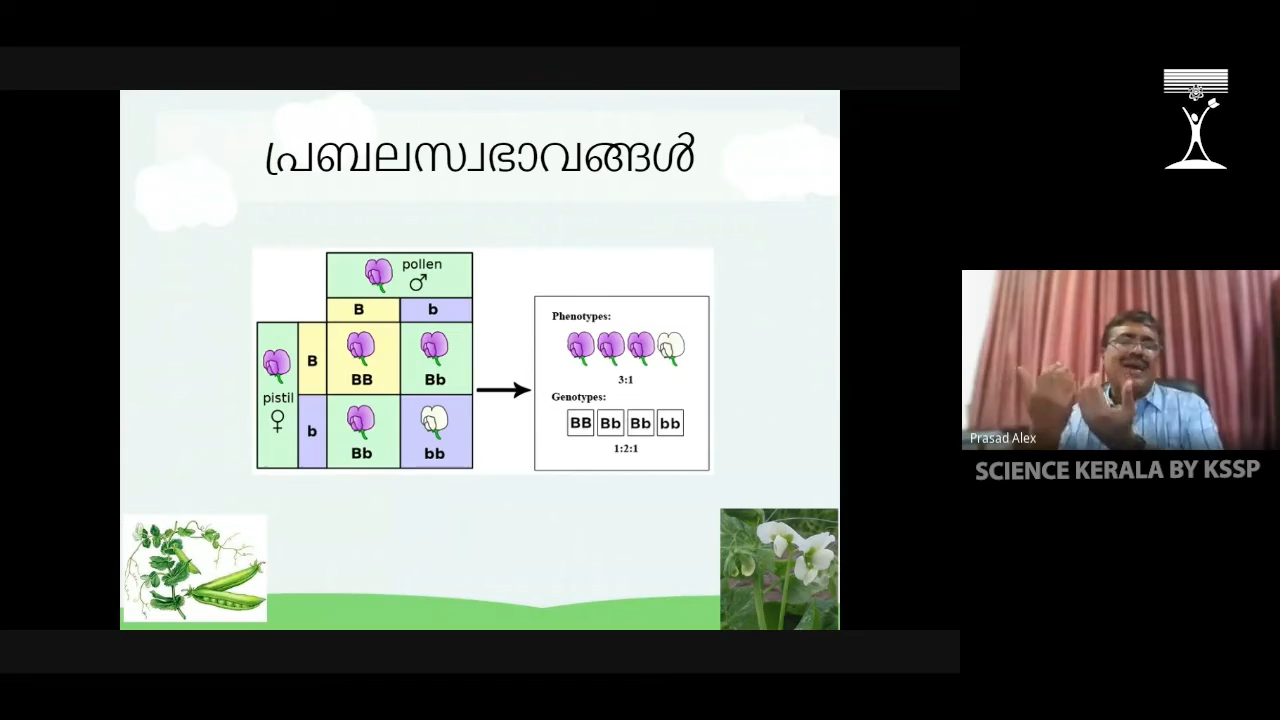 പ്രബലസ്വഭാവങ്ങൾ
pollen
♂
B b
B BB Bb
pistil
♀
b Bb bb
Phenotypes:
3:1
Genotypes:
BB Bb Bb bb
1:2:1
Prasad Alex
SCIENCE KERALA BY KSSP